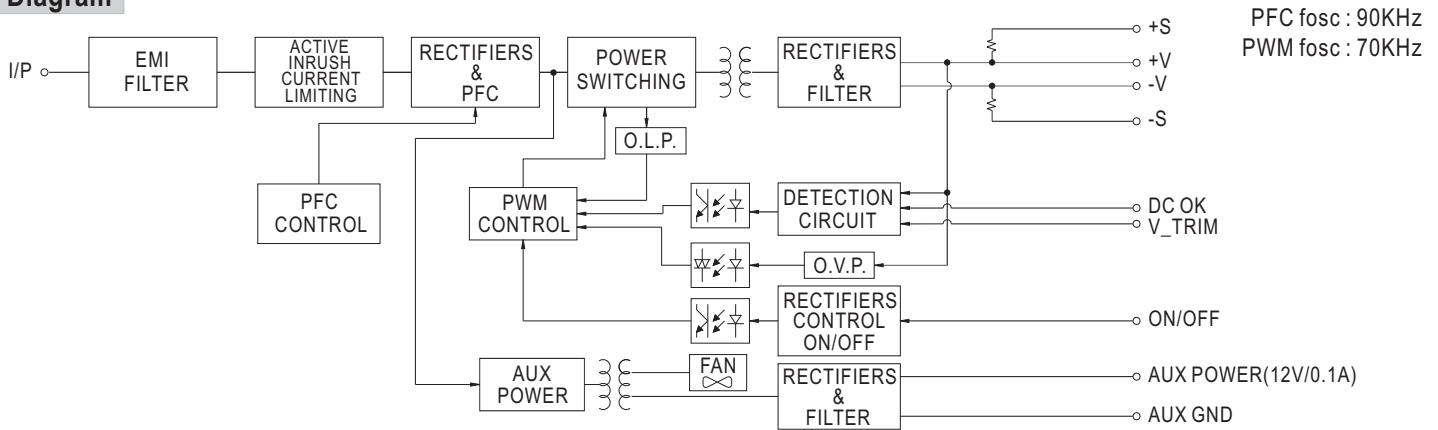 Diagram
PFC fosc : 90KHz
PWM fosc : 70KHz
I/P
EMI
FILTER
ACTIVE
INRUSH
CURRENT
LIMITING
RECTIFIERS
&
PFC
POWER
SWITCHING
RECTIFIERS
&
FILTER
+S
+V
-V
-S
O.L.P.
PFC
CONTROL
PWM
CONTROL
DETECTION
CIRCUIT
DC OK
V_TRIM
O.V.P.
RECTIFIERS
CONTROL
ON/OFF
ON/OFF
AUX
POWER
FAN
RECTIFIERS
&
FILTER
AUX POWER(12V/0.1A)
AUX GND